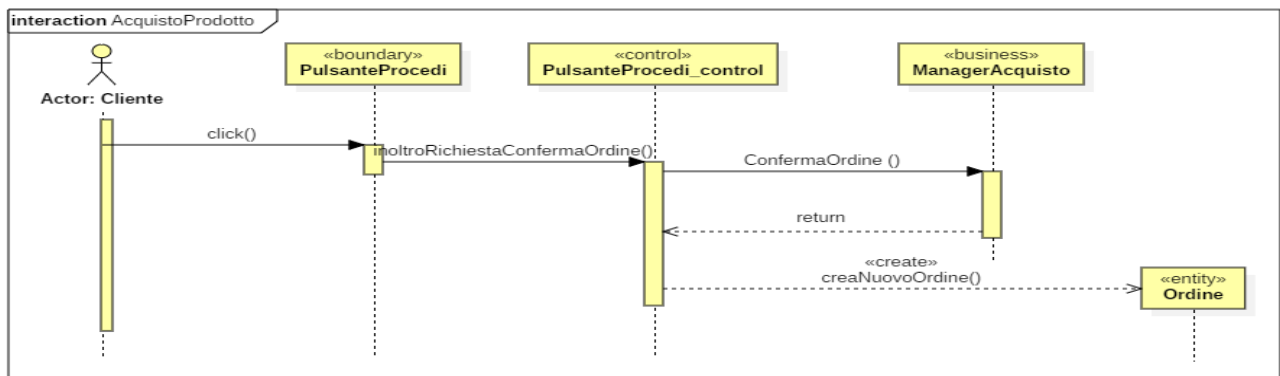 interaction AcquistoProdotto
«boundary»
PulsanteProcedi
«control»
PulsanteProcedi_control
«business»
ManagerAcquisto
Actor: Cliente
click()
inoltroRichiestaConfermaOrdine()
ConfermaOrdine ()
return
«create»
creaNuovoOrdine()
«entity»
Ordine